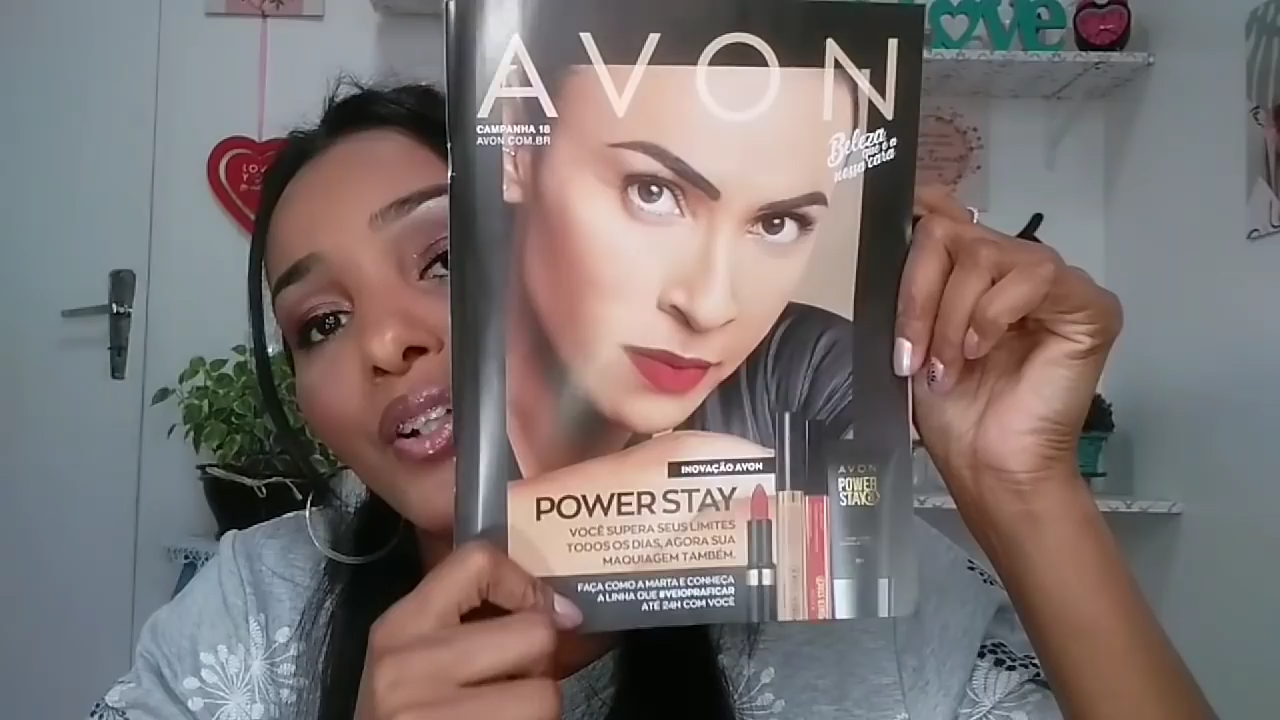 Love
AVON
CAMPANHA 18
AVON.COM.BR
Beleza
que é a
nossa cara
INOVAÇÃO AVON
POWER STAY
VOCÊ SUPERA SEUS LIMITES
TODOS OS DIAS, AGORA SUA
MAQUIAGEM TAMBÉM.
FAÇA COMO A MARTA E CONHEÇA
A LINHA QUE #VEIOPRAFICAR
ATÉ 24H COM VOCÊ
AVON
POWER
STAY